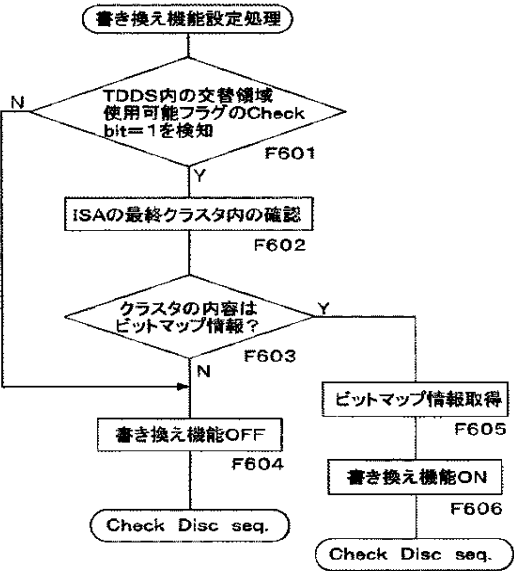 書き換え機能設定処理
N
TDDS内の交替領域
使用可能フラグのCheck
bit＝1を検知
F601
Y
ISAの最終クラスタ内の確認
F602
クラスタの内容は
ビットマップ情報？
Y
F603
N
ビットマップ情報取得
F605
書き換え機能OFF
F604
書き換え機能ON
F606
Check Disc seq.
Check Disc seq.